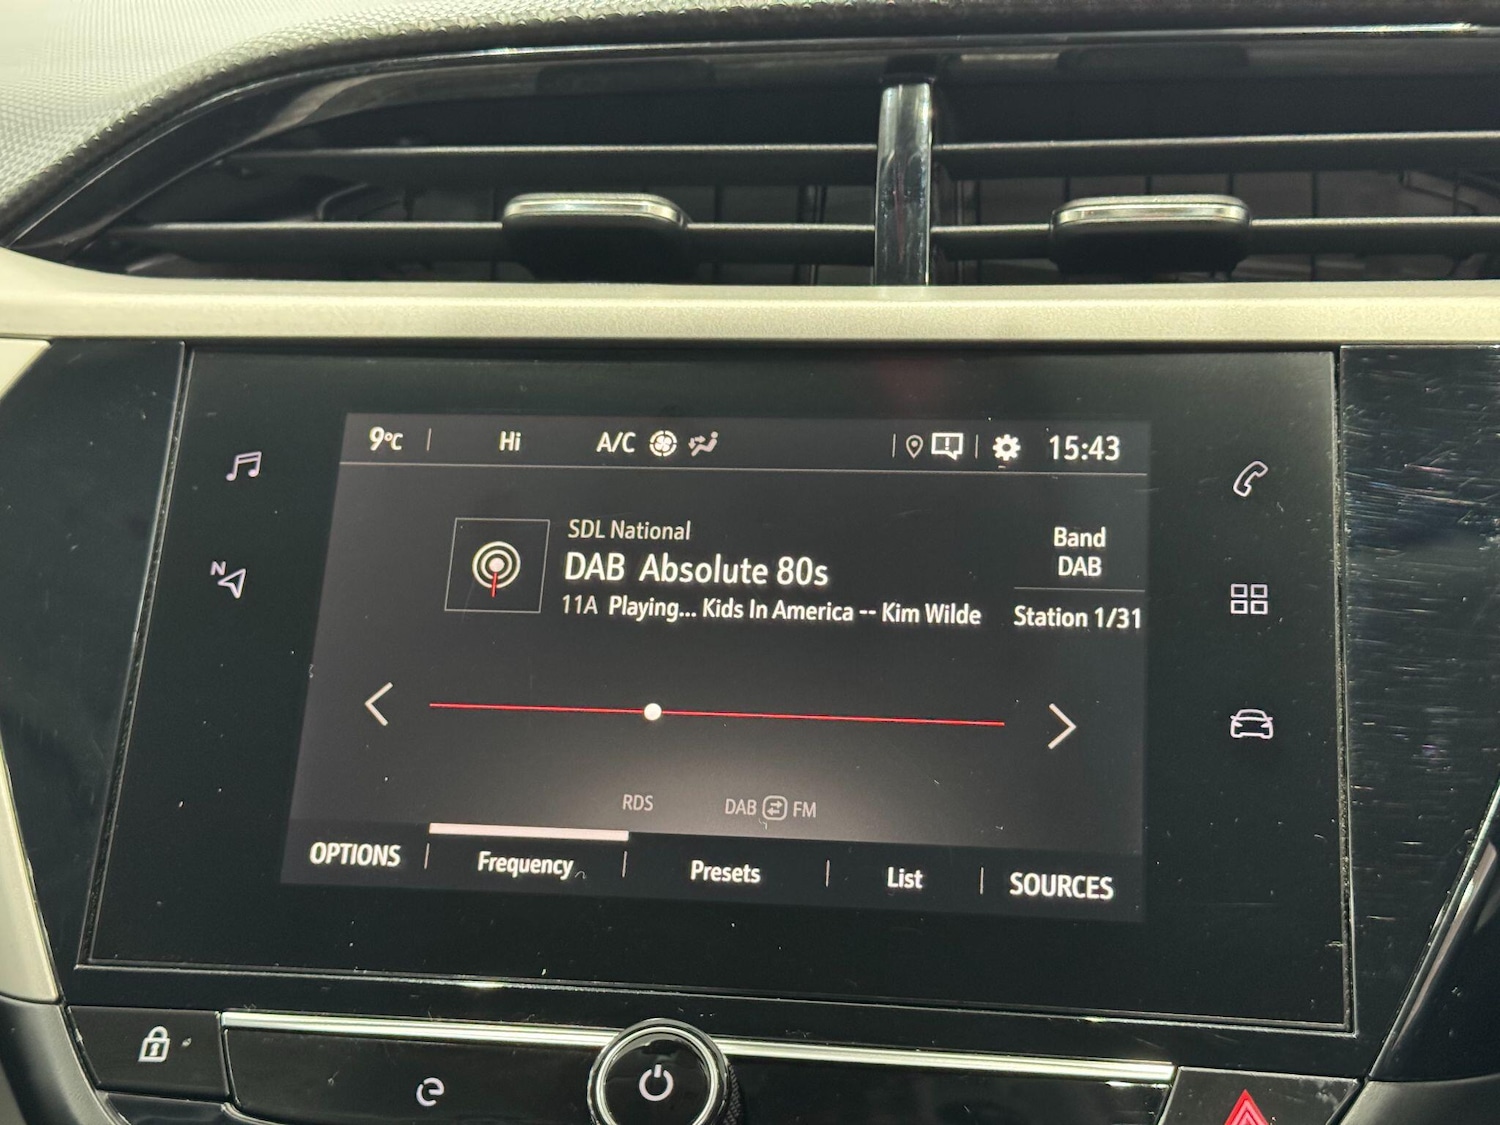 9°C | Hi A/C | | 15:43
N
SDL National
DAB Absolute 80s
11A Playing... Kids In America -- Kim Wilde
Band
DAB
Station 1/31
RDS DAB FM
OPTIONS | Frequency | Presets | List | SOURCES